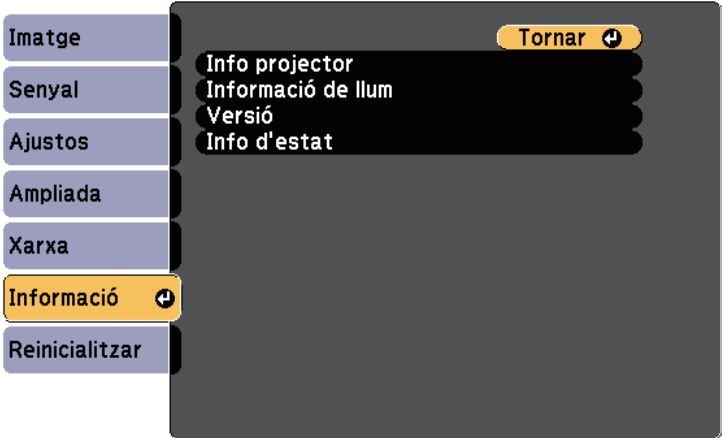 Imatge
Senyal
Ajustos
Ampliada
Xarxa
Informació
Reinicialitzar
Tornar
Info projector
Informació de llum
Versió
Info d'estat